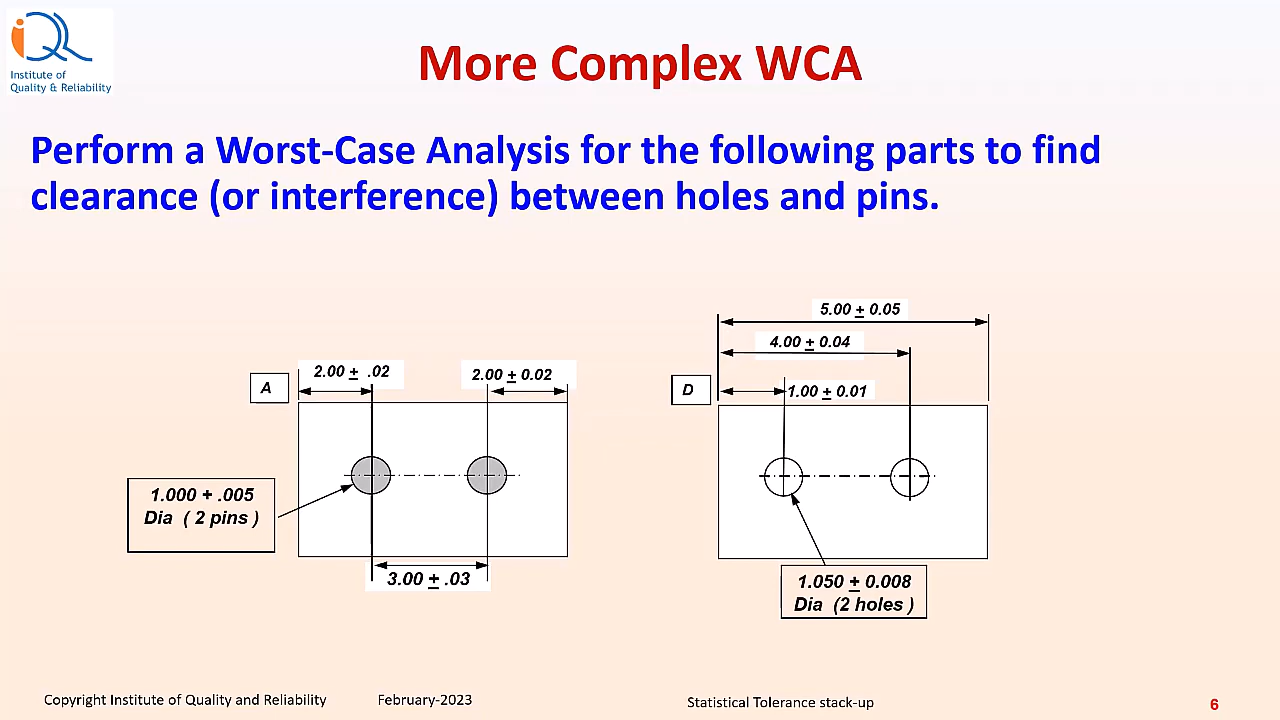 Institute of
Quality & Reliability
More Complex WCA
Perform a Worst-Case Analysis for the following parts to find
clearance (or interference) between holes and pins.
A
2.00 ± .02
2.00 ± 0.02
1.000 + .005
Dia ( 2 pins )
3.00 ± .03
5.00 ± 0.05
4.00 ± 0.04
D
1.00 ± 0.01
1.050 ± 0.008
Dia (2 holes )
Copyright Institute of Quality and Reliability
February-2023
Statistical Tolerance stack-up
6